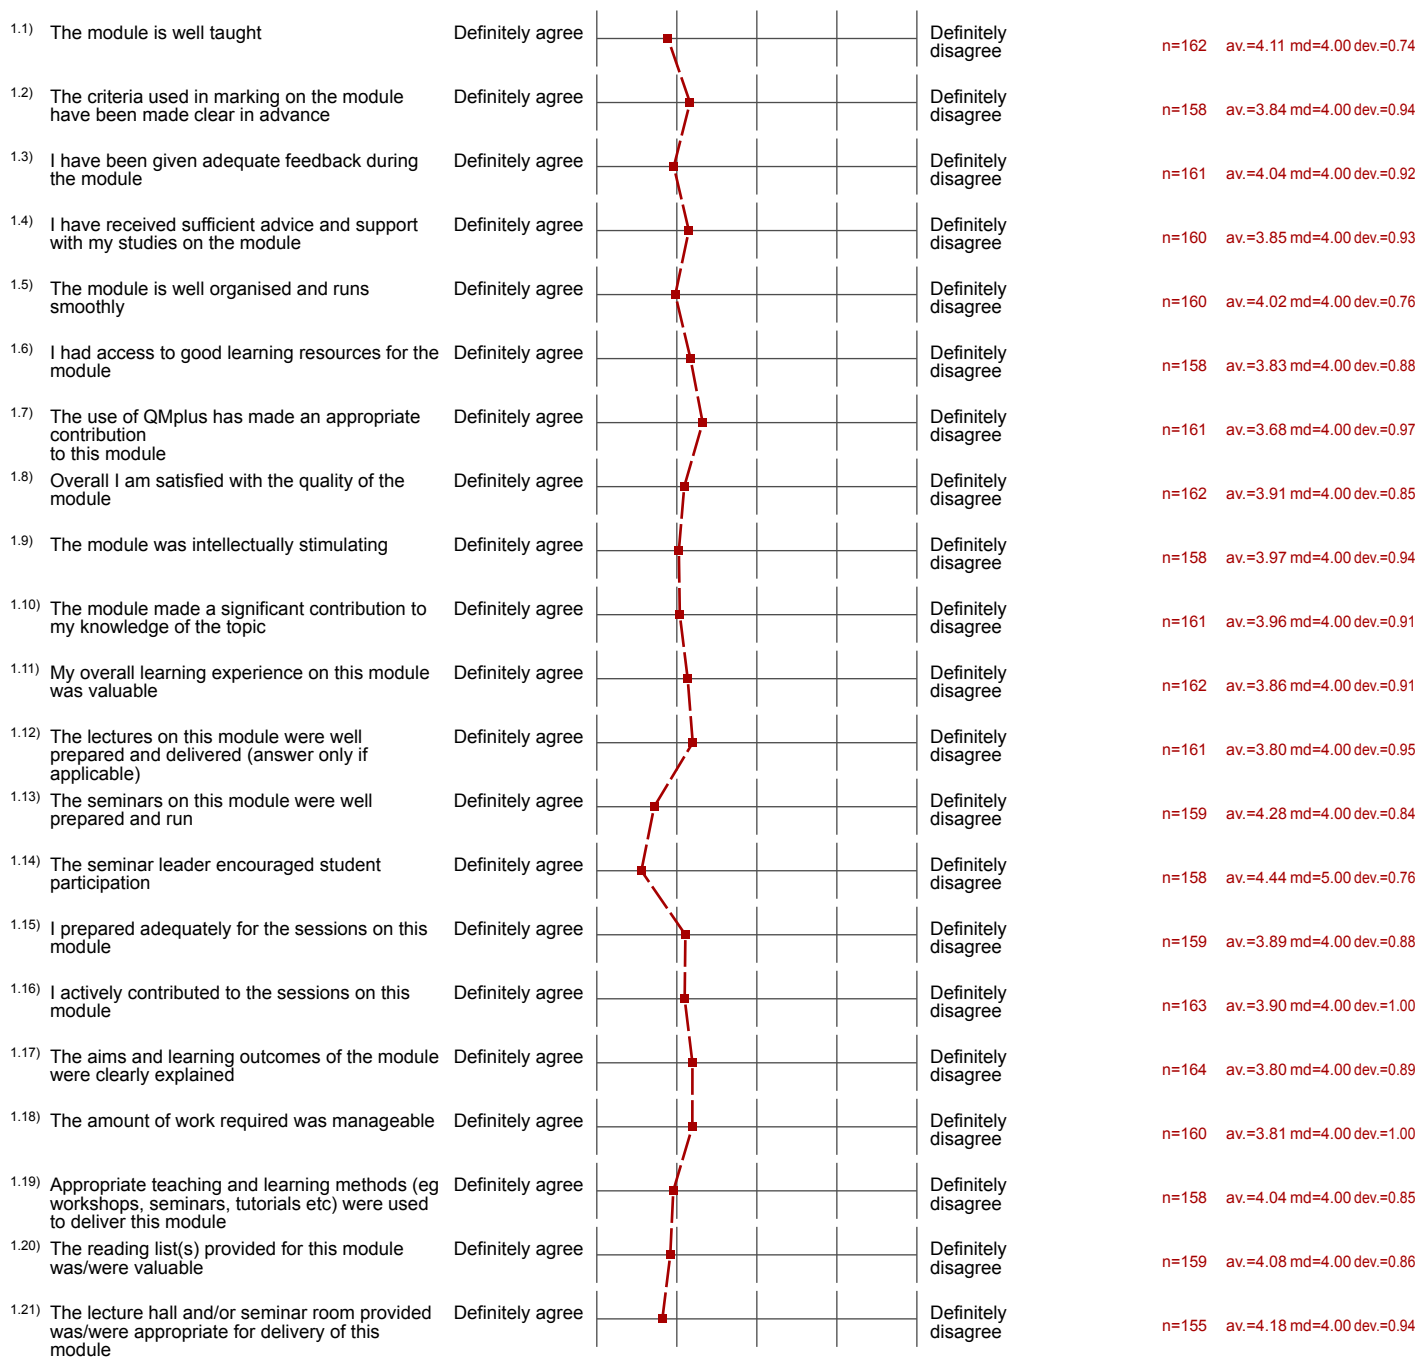 1.1) The module is well taught Definitely agree Definitely
disagree n=162 av.=4.11 md=4.00 dev.=0.74
1.2) The criteria used in marking on the module Definitely agree Definitely
have been made clear in advance disagree n=158 av.=3.84 md=4.00 dev.=0.94
1.3) I have been given adequate feedback during Definitely agree Definitely
the module disagree n=161 av.=4.04 md=4.00 dev.=0.92
1.4) I have received sufficient advice and support Definitely agree Definitely
with my studies on the module disagree n=160 av.=3.85 md=4.00 dev.=0.93
1.5) The module is well organised and runs Definitely agree Definitely
smoothly disagree n=160 av.=4.02 md=4.00 dev.=0.76
1.6) I had access to good learning resources for the Definitely agree Definitely
module disagree n=158 av.=3.83 md=4.00 dev.=0.88
1.7) The use of QMplus has made an appropriate Definitely agree Definitely
contribution disagree n=161 av.=3.68 md=4.00 dev.=0.97
to this module
1.8) Overall I am satisfied with the quality of the Definitely agree Definitely
module disagree n=162 av.=3.91 md=4.00 dev.=0.85
1.9) The module was intellectually stimulating Definitely agree Definitely
disagree n=158 av.=3.97 md=4.00 dev.=0.94
1.10) The module made a significant contribution to Definitely agree Definitely
my knowledge of the topic disagree n=161 av.=3.96 md=4.00 dev.=0.91
1.11) My overall learning experience on this module Definitely agree Definitely
was valuable disagree n=162 av.=3.86 md=4.00 dev.=0.91
1.12) The lectures on this module were well Definitely agree Definitely
prepared and delivered (answer only if disagree n=161 av.=3.80 md=4.00 dev.=0.95
applicable)
1.13) The seminars on this module were well Definitely agree Definitely
prepared and run disagree n=159 av.=4.28 md=4.00 dev.=0.84
1.14) The seminar leader encouraged student Definitely agree Definitely
participation disagree n=158 av.=4.44 md=5.00 dev.=0.76
1.15) I prepared adequately for the sessions on this Definitely agree Definitely
module disagree n=159 av.=3.89 md=4.00 dev.=0.88
1.16) I actively contributed to the sessions on this Definitely agree Definitely
module disagree n=163 av.=3.90 md=4.00 dev.=1.00
1.17) The aims and learning outcomes of the module Definitely agree Definitely
were clearly explained disagree n=164 av.=3.80 md=4.00 dev.=0.89
1.18) The amount of work required was manageable Definitely agree Definitely
disagree n=160 av.=3.81 md=4.00 dev.=1.00
1.19) Appropriate teaching and learning methods (eg Definitely agree Definitely
workshops, seminars, tutorials etc) were used disagree n=158 av.=4.04 md=4.00 dev.=0.85
to deliver this module
1.20) The reading list(s) provided for this module Definitely agree Definitely
was/were valuable disagree n=159 av.=4.08 md=4.00 dev.=0.86
1.21) The lecture hall and/or seminar room provided Definitely agree Definitely
was/were appropriate for delivery of this disagree n=155 av.=4.18 md=4.00 dev.=0.94
module